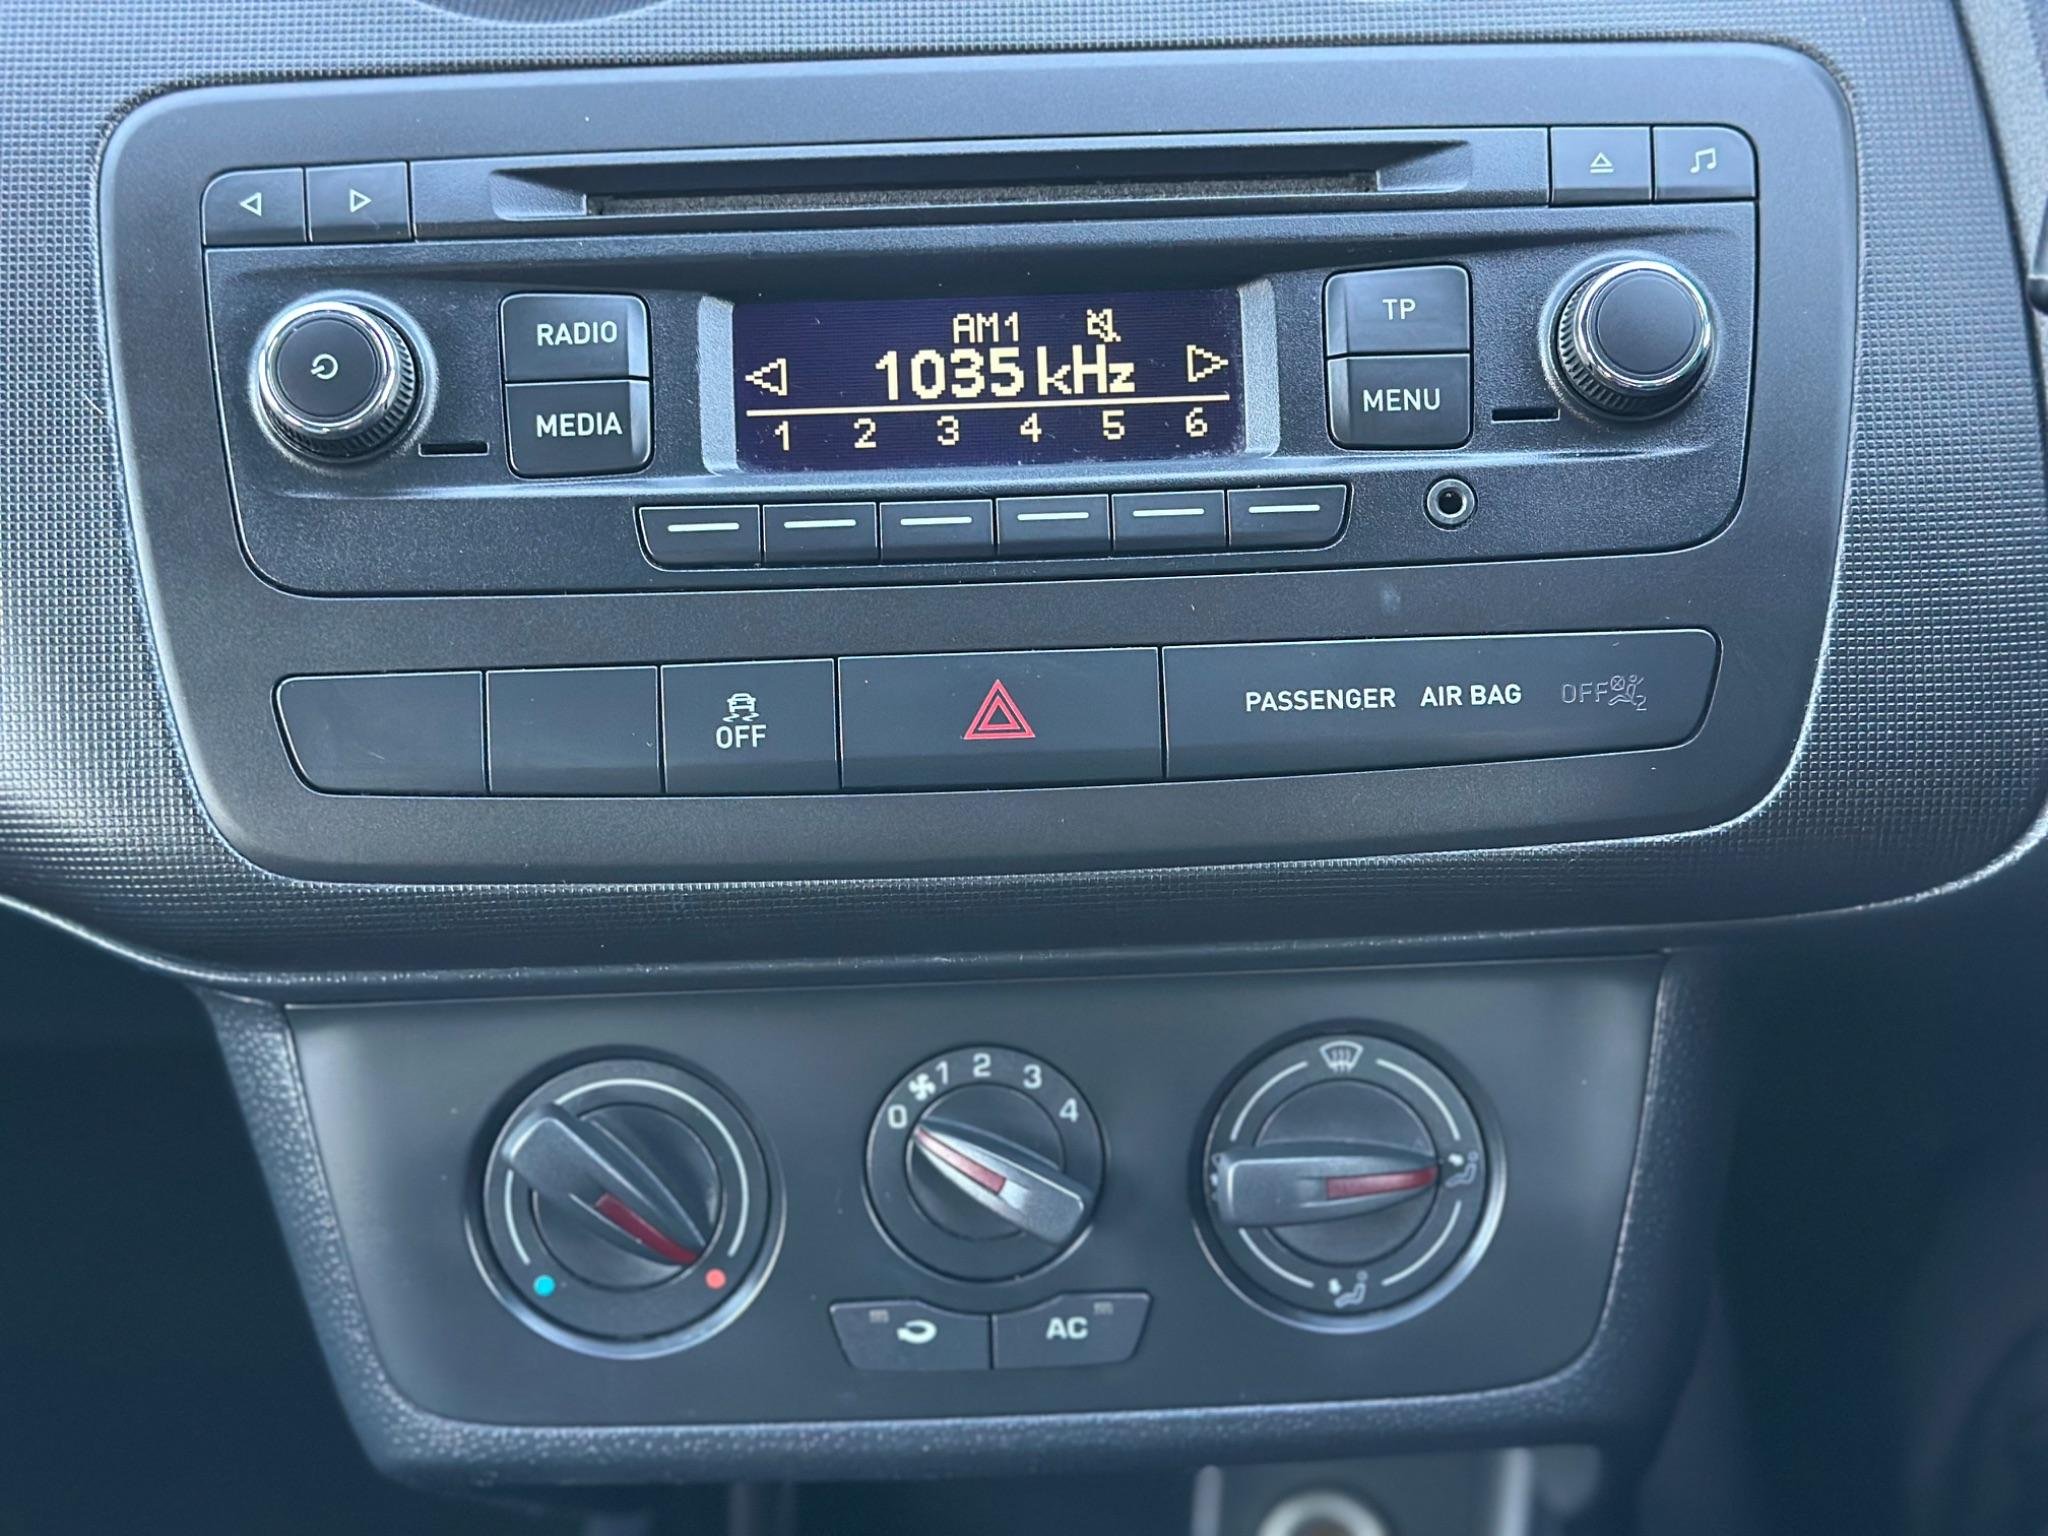 RADIO
MEDIA
AM1
1035 kHz
1 2 3 4 5 6
TP
MENU
OFF
PASSENGER AIR BAG OFF
0 1 2 3 4
AC